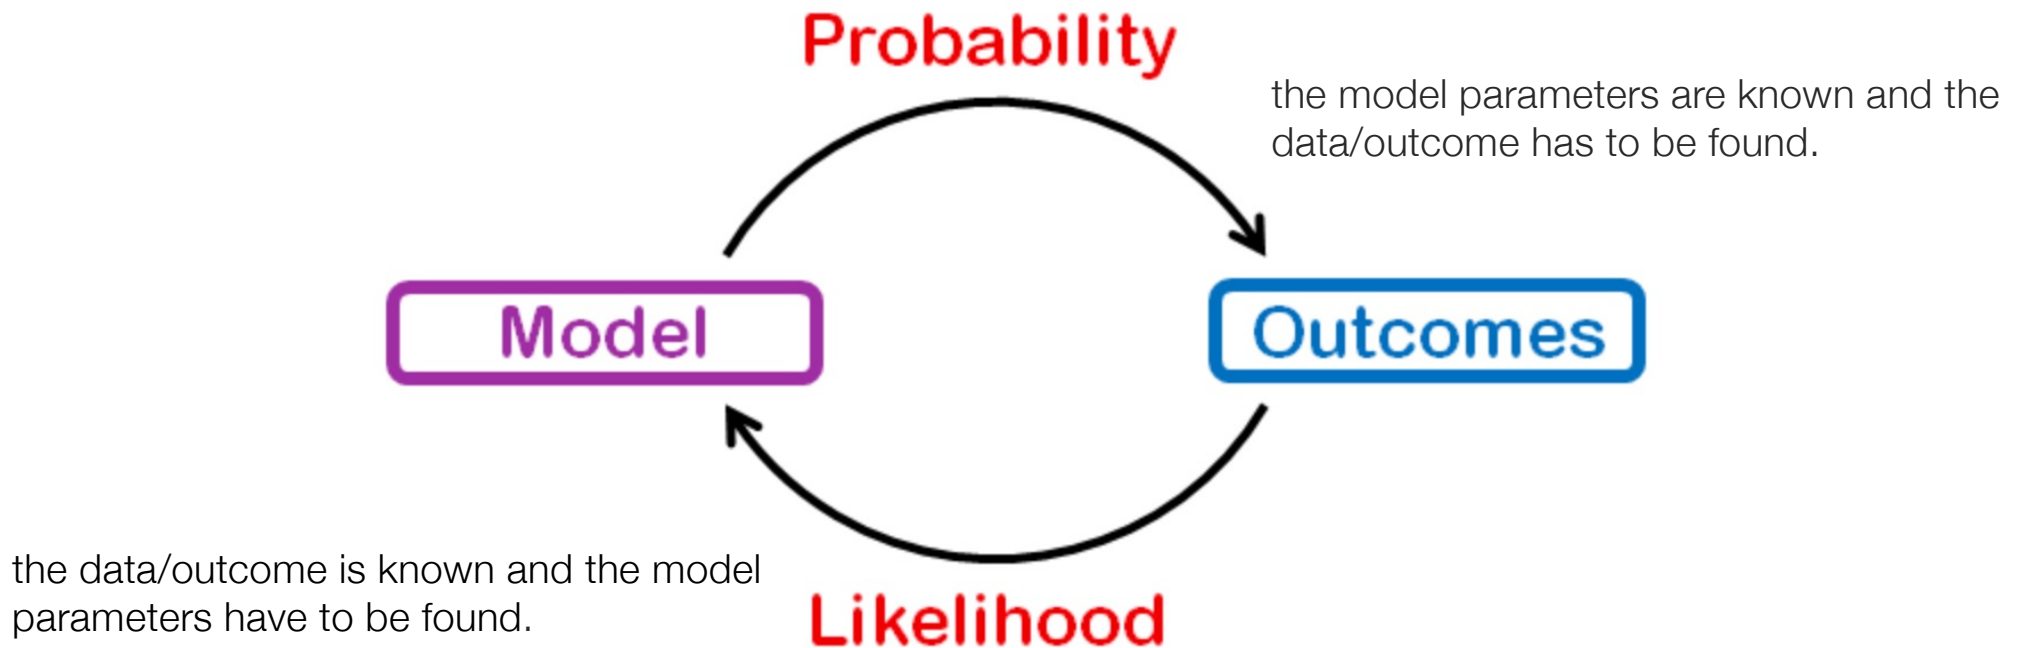 Probability
the model parameters are known and the
data/outcome has to be found.
Model
Outcomes
the data/outcome is known and the model
parameters have to be found.
Likelihood